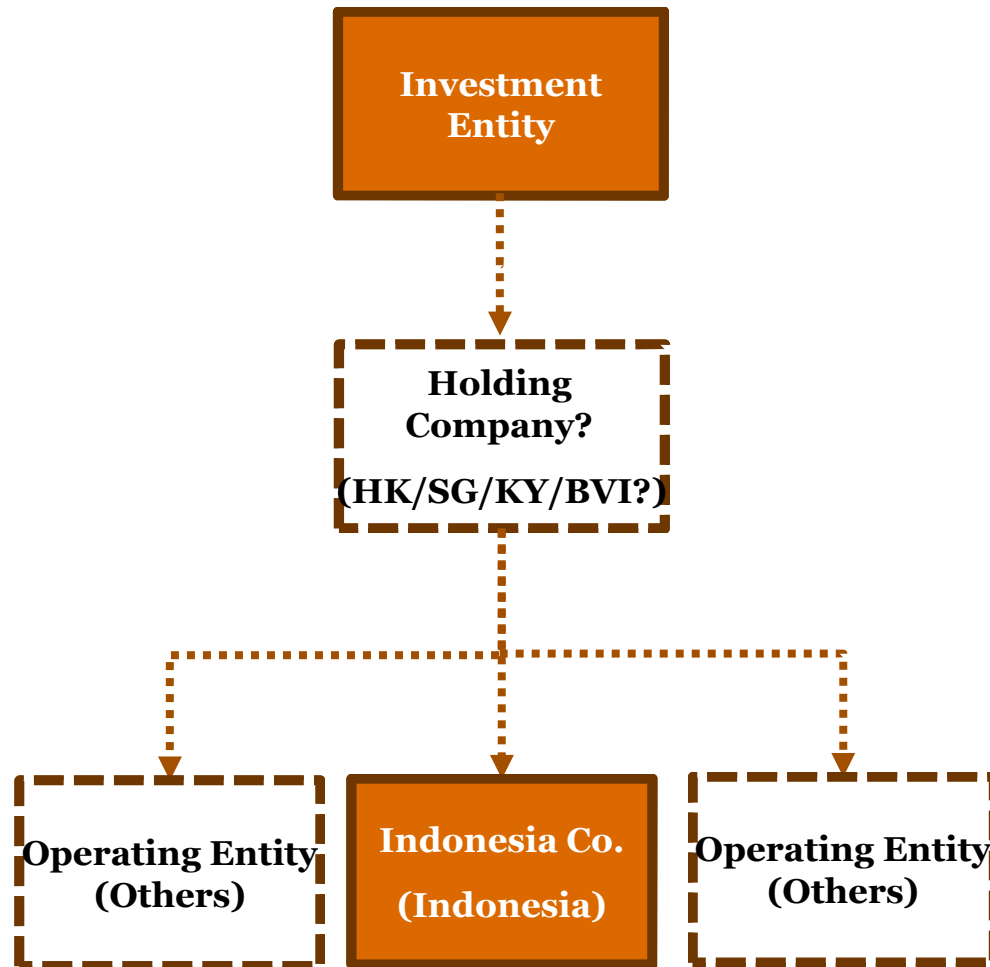 Investment
Entity
Holding
Company?
(HK/SG/KY/BVI?)
Operating Entity
(Others)
Indonesia Co.
(Indonesia)
Operating Entity
(Others)